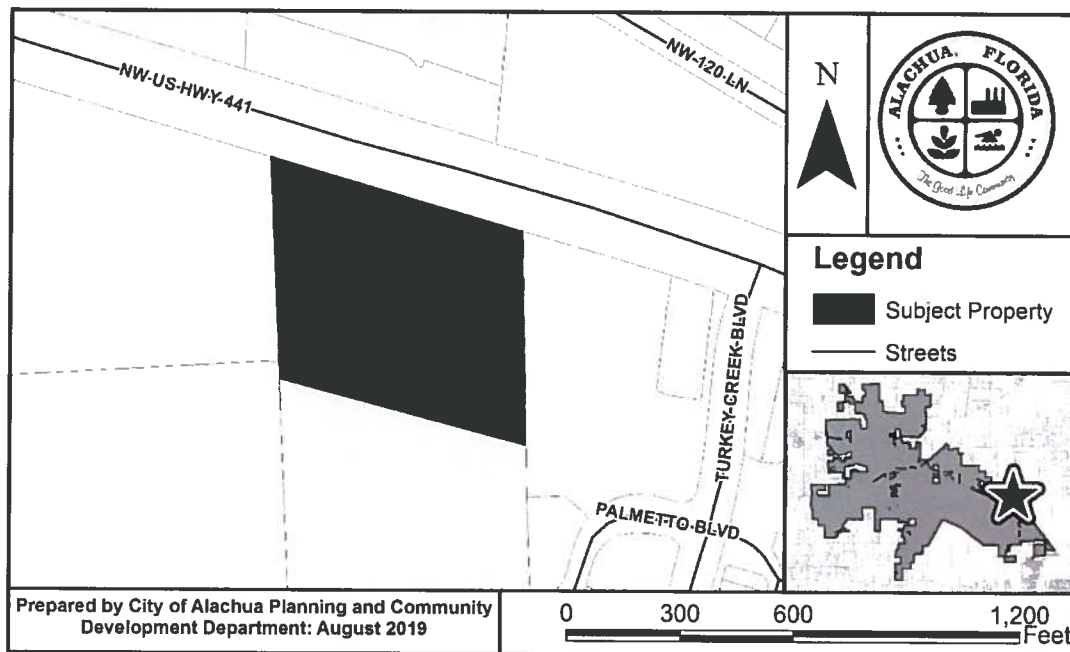 NW-US-HWY-441
NW-120-LN
TURKEY-CREEK-BLVD
PALMETTO-BLVD
N
ALACHUA, FLORIDA
The Good Life Community
Legend
Subject Property
Streets
Prepared by City of Alachua Planning and Community
Development Department: August 2019
0 300 600 1,200
Feet